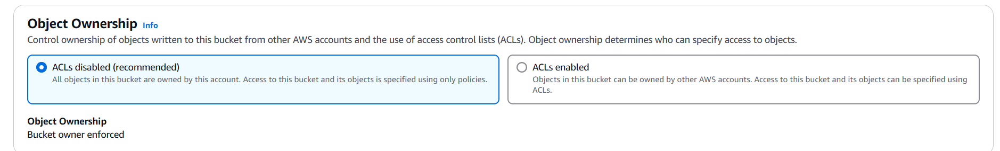 Object Ownership Info
Control ownership of objects written to this bucket from other AWS accounts and the use of access control lists (ACLs). Object ownership determines who can specify access to objects.
ACLs disabled (recommended)
All objects in this bucket are owned by this account. Access to this bucket and its objects is specified using only policies.
ACLs enabled
Objects in this bucket can be owned by other AWS accounts. Access to this bucket and its objects can be specified using
ACLs.
Object Ownership
Bucket owner enforced